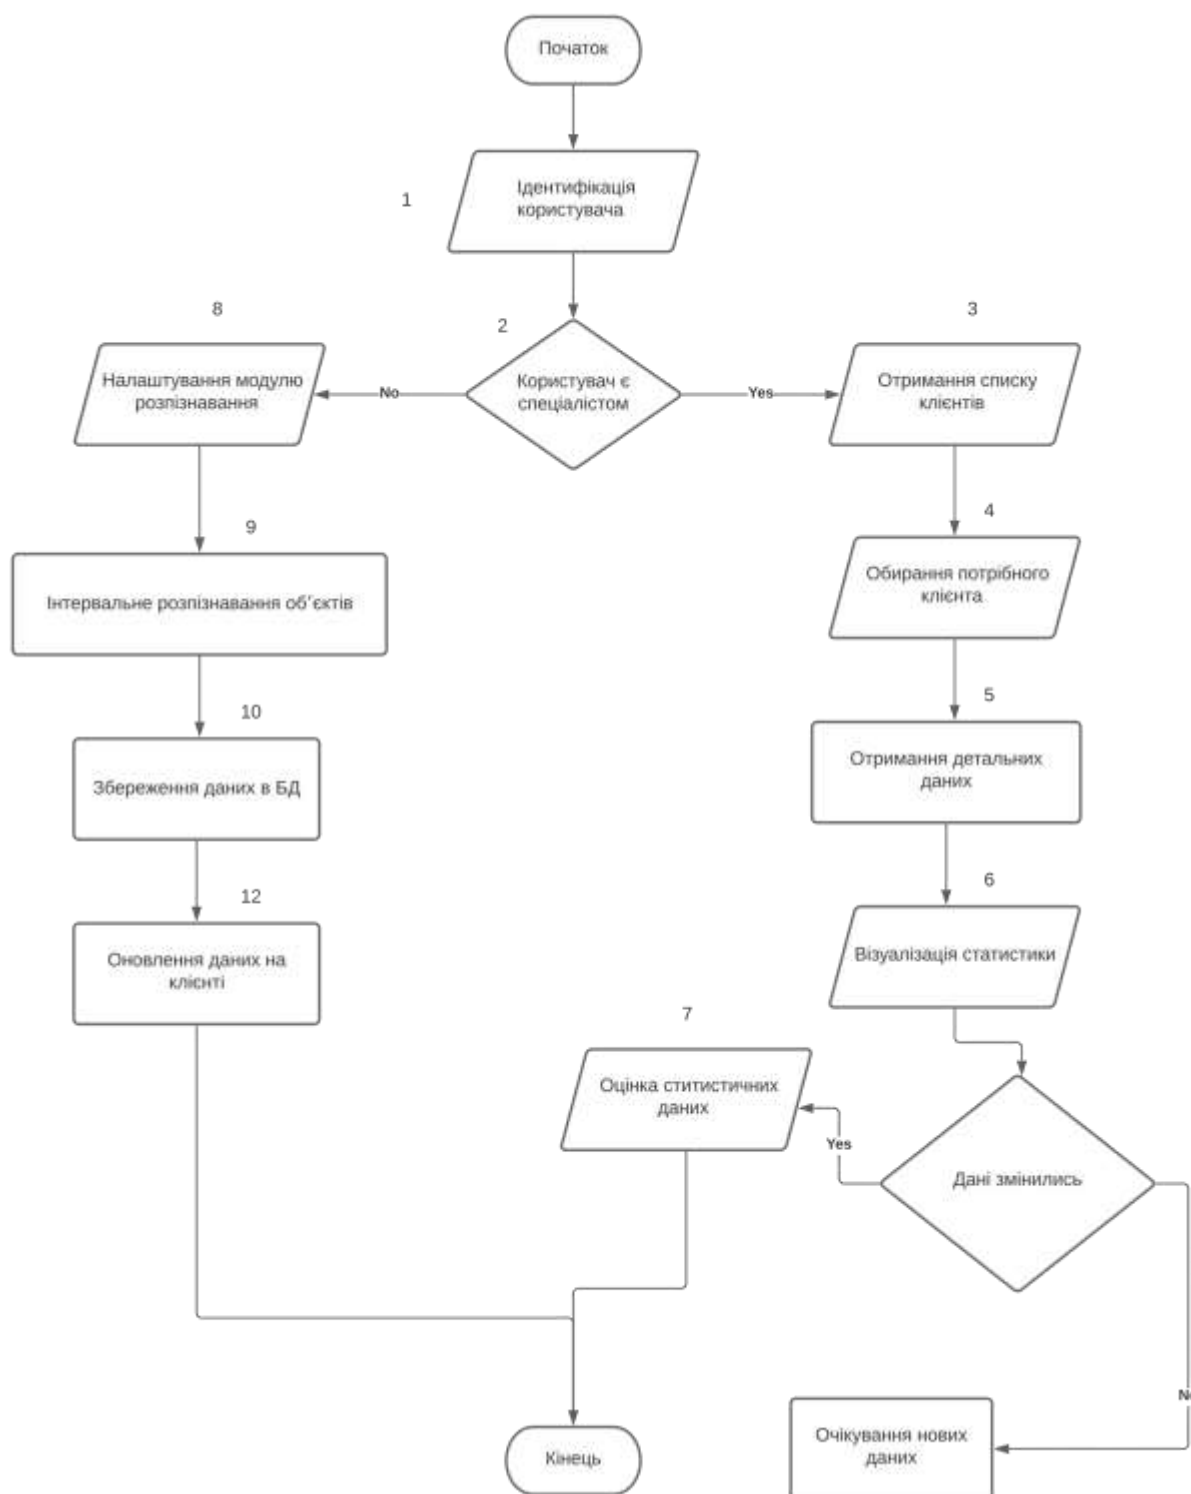 Початок
1
Ідентифікація
користувача
2
Користувач є
спеціалістом
No
Yes
8
Налаштування модулю
розпізнавання
3
Отримання списку
клієнтів
9
Інтервальне розпізнавання об'єктів
4
Обирання потрібного
клієнта
10
Збереження даних в БД
5
Отримання детальних
даних
12
Оновлення даних на
клієнті
6
Візуалізація статистики
7
Оцінка ститистичних
даних
Yes
Дані змінились
Кінець
Очікування нових
даних